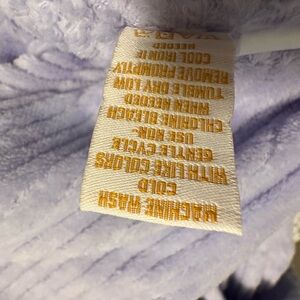 MACHINE WASH
COLD
WITH LIKE COLORS
GENTLE CYCLE
USE NON-
CHLORINE BLEACH
WHEN NEEDED
TUMBLE DRY LOW
REMOVE PROMPTLY
COOL IRON IF
NEEDED